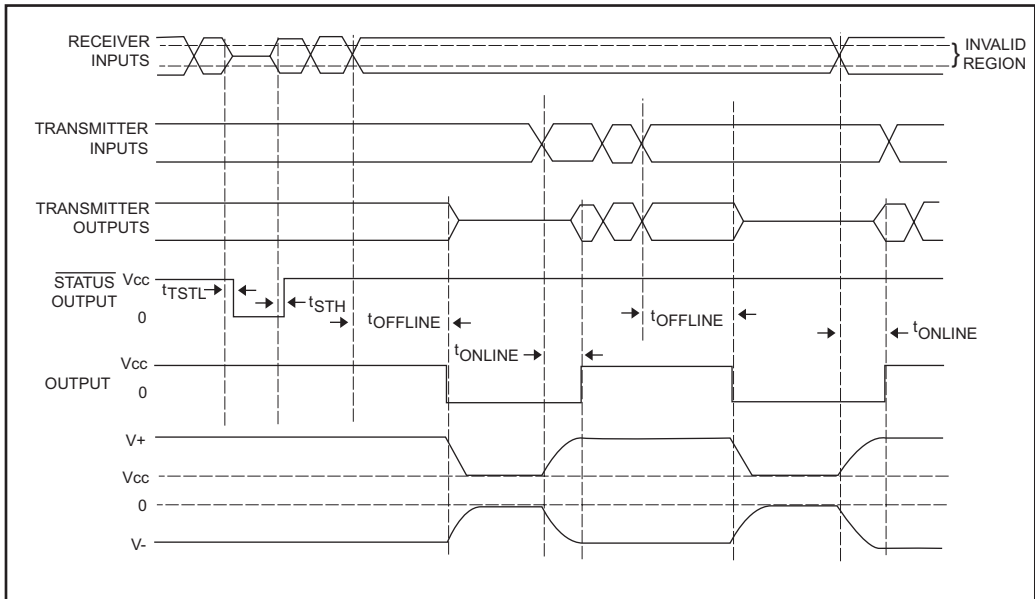 RECEIVER
INPUTS
INVALID
REGION
TRANSMITTER
INPUTS
TRANSMITTER
OUTPUTS
STATUS
OUTPUT
Vcc
0
tTSTL
tSTH
tOFFLINE
tOFFLINE
tONLINE
tONLINE
OUTPUT
Vcc
0
V+
Vcc
0
V-